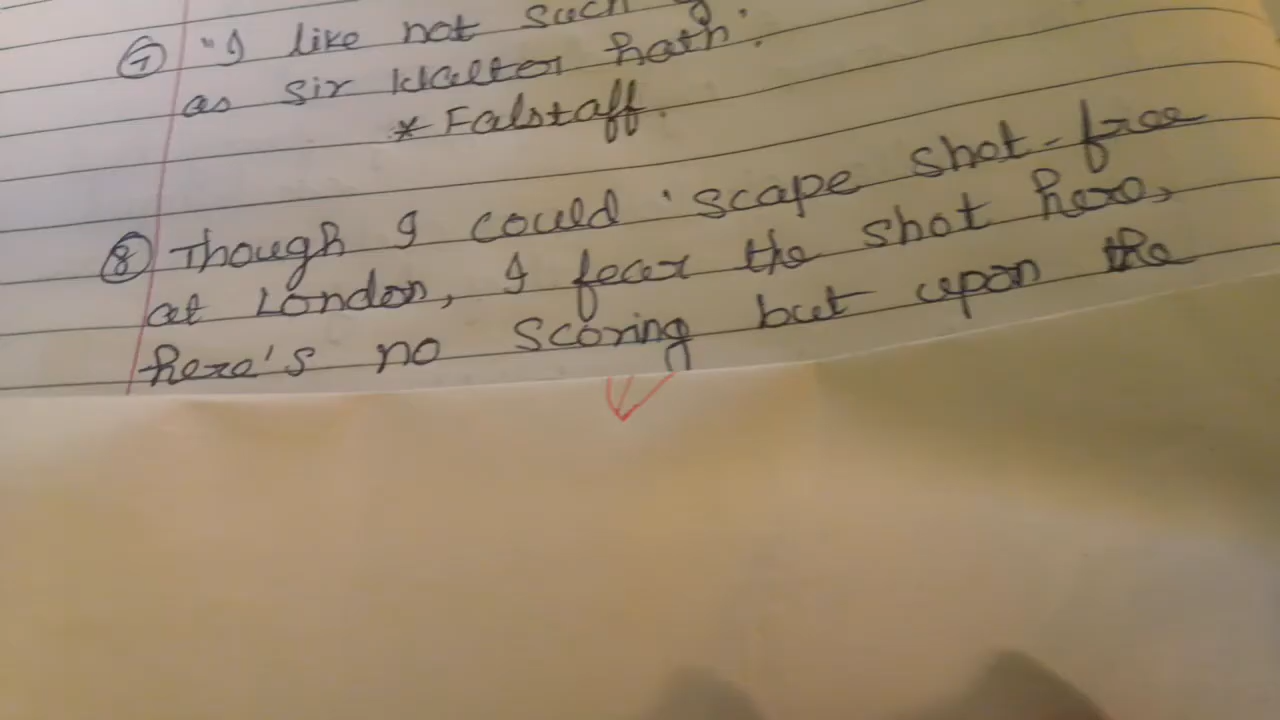 ⑦ "I like not such
as sir Walter hath:
* Falstaff.
⑧ Though I could 'scape shot-free
at London, I fear the shot here,
here's no scoring but upon the